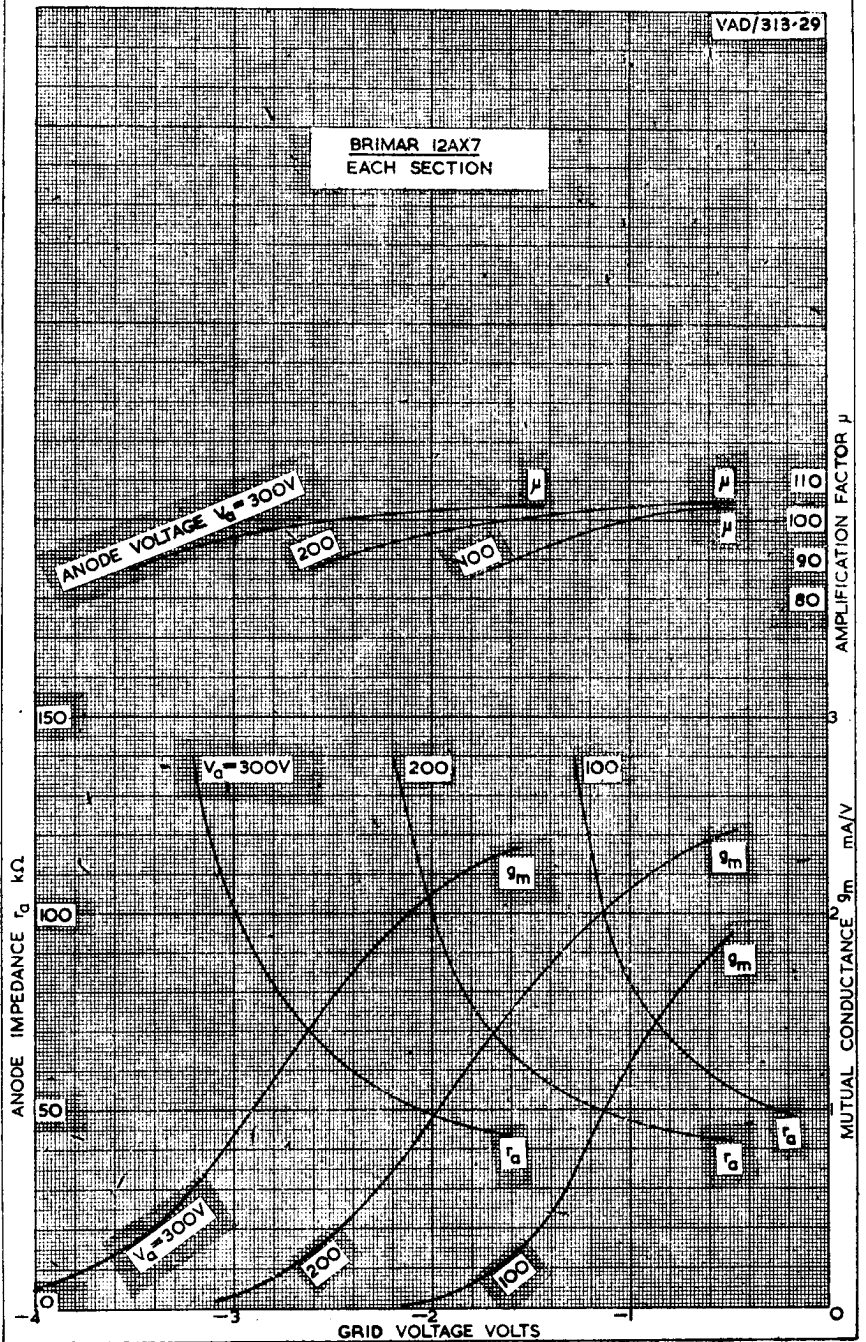 VAD/313·29
BRIMAR 12AX7
EACH SECTION
μ
μ
μ
ANODE VOLTAGE Va=300V
200
100
110
100
90
80
AMPLIFICATION FACTOR μ
150
100
50
0
ANODE IMPEDANCE ra kΩ
Va=300V
200
100
gm
gm
gm
ra
ra
ra
Va=300V
200
100
3
2
1
MUTUAL CONDUCTANCE gm mA/V
-4
-3
-2
-1
0
GRID VOLTAGE VOLTS